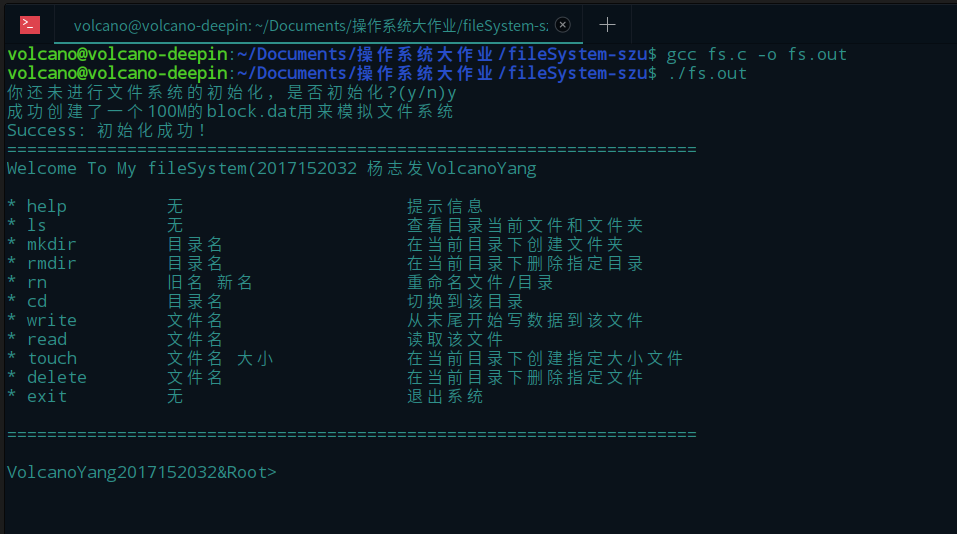 volcano@volcano-deepin: ~/Documents/操作系统大作业/fileSystem-sz
volcano@volcano-deepin:~/Documents/操作系统大作业/fileSystem-szu$ gcc fs.c -o fs.out
volcano@volcano-deepin:~/Documents/操作系统大作业/fileSystem-szu$ ./fs.out
你还未进行文件系统的初始化，是否初始化?(y/n)y
成功创建了一个100M的block.dat用来模拟文件系统
Success: 初始化成功！
=====================================================================
Welcome To My fileSystem(2017152032 杨志发VolcanoYang
* help 无 提示信息
* ls 无 查看目录当前文件和文件夹
* mkdir 目录名 在当前目录下创建文件夹
* rmdir 目录名 在当前目录下删除指定目录
* rn 旧名 新名 重命名文件/目录
* cd 目录名 切换到该目录
* write 文件名 从末尾开始写数据到该文件
* read 文件名 读取该文件
* touch 文件名 大小 在当前目录下创建指定大小文件
* delete 文件名 在当前目录下删除指定文件
* exit 无 退出系统
=====================================================================
VolcanoYang2017152032&Root>